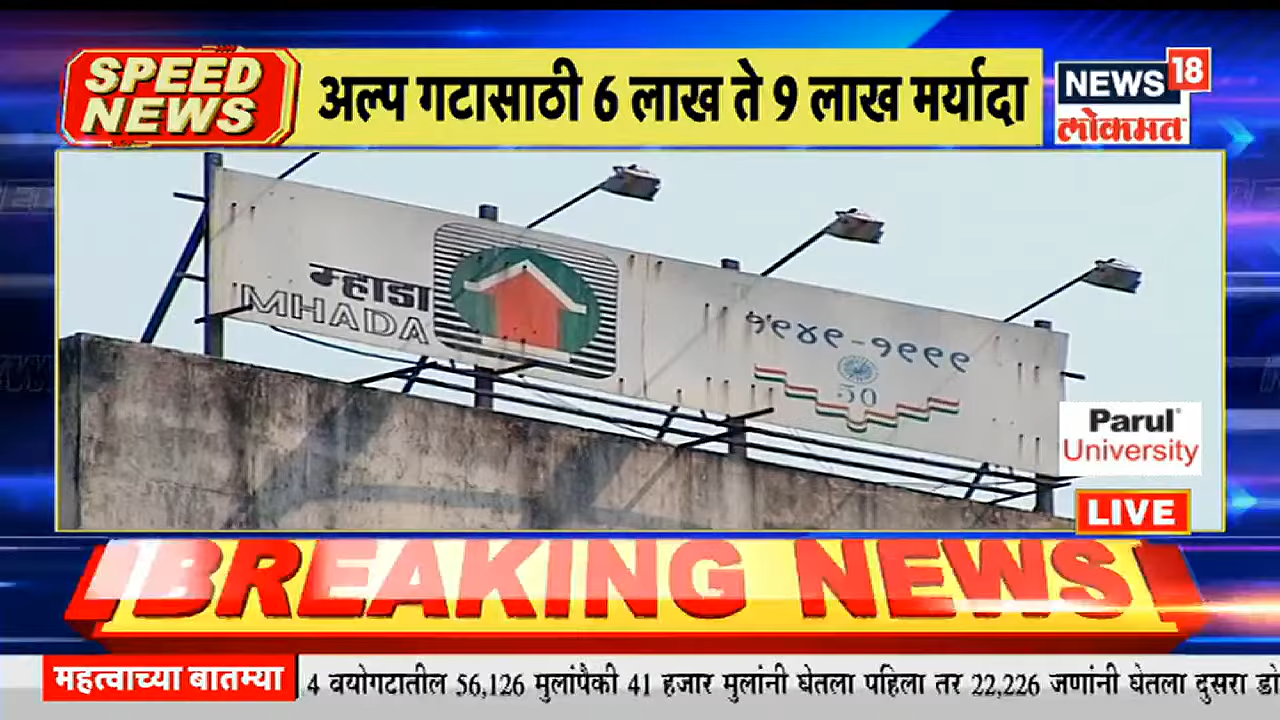 SPEED
NEWS
अल्प गटासाठी 6 लाख ते 9 लाख मर्यादा
NEWS 18
लोकमत
म्हाडा
MHADA
१९४९-१९९९
50
Parul
University
LIVE
BREAKING NEWS
महत्वाच्या बातम्या
4 वयोगटातील 56,126 मुलांपैकी 41 हजार मुलांनी घेतला पहिला तर 22,226 जणांनी घेतला दुसरा डो